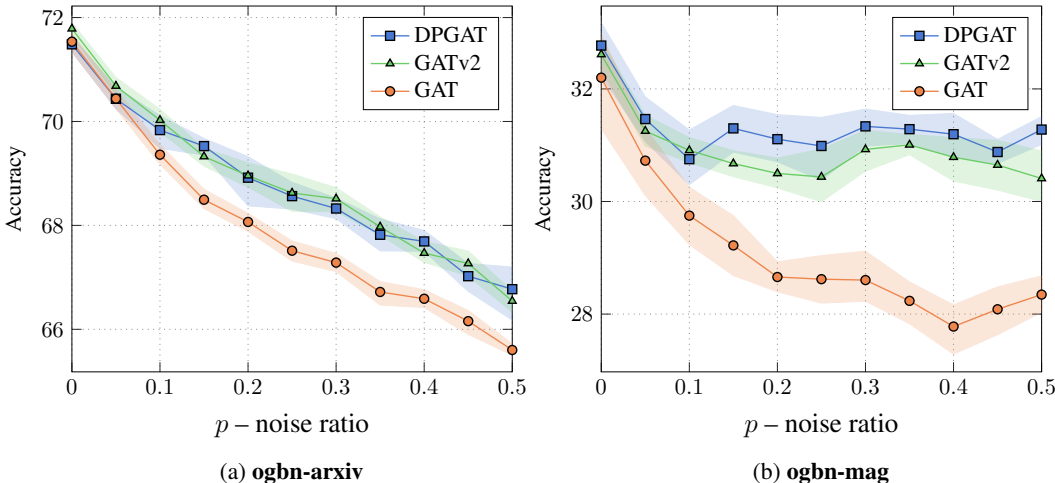 72
70
68
66
Accuracy
DPGAT
GATv2
GAT
0
0.1
0.2
0.3
0.4
0.5
p – noise ratio
(a) ogbn-arxiv
32
30
28
Accuracy
DPGAT
GATv2
GAT
0
0.1
0.2
0.3
0.4
0.5
p – noise ratio
(b) ogbn-mag